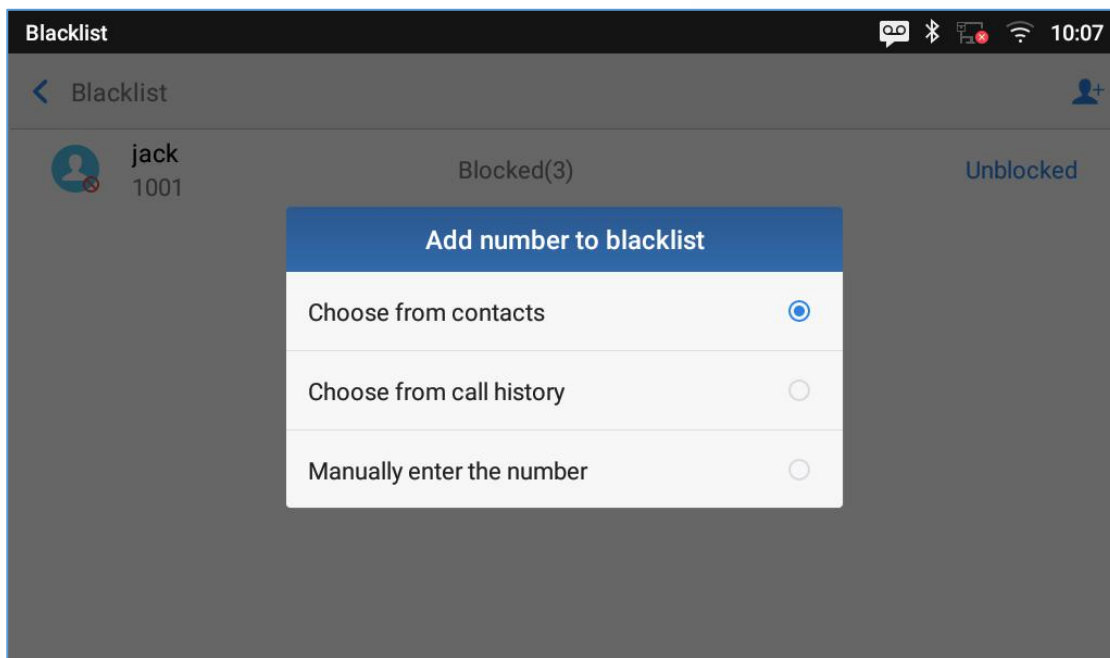 Blacklist 10:07
Blacklist
jack
1001 Blocked(3) Unblocked
Add number to blacklist
Choose from contacts
Choose from call history
Manually enter the number